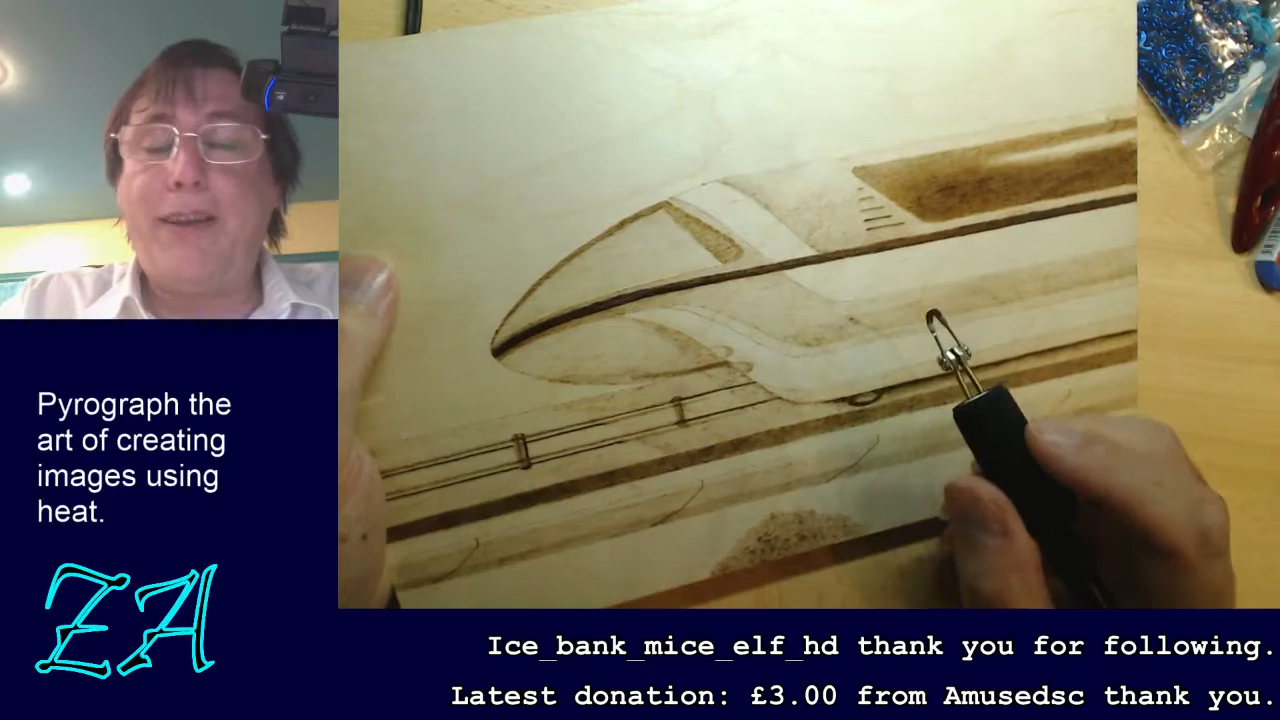 Pyrograph the
art of creating
images using
heat.
ZA
Ice_bank_mice_elf_hd thank you for following.
Latest donation: £3.00 from Amusedsc thank you.